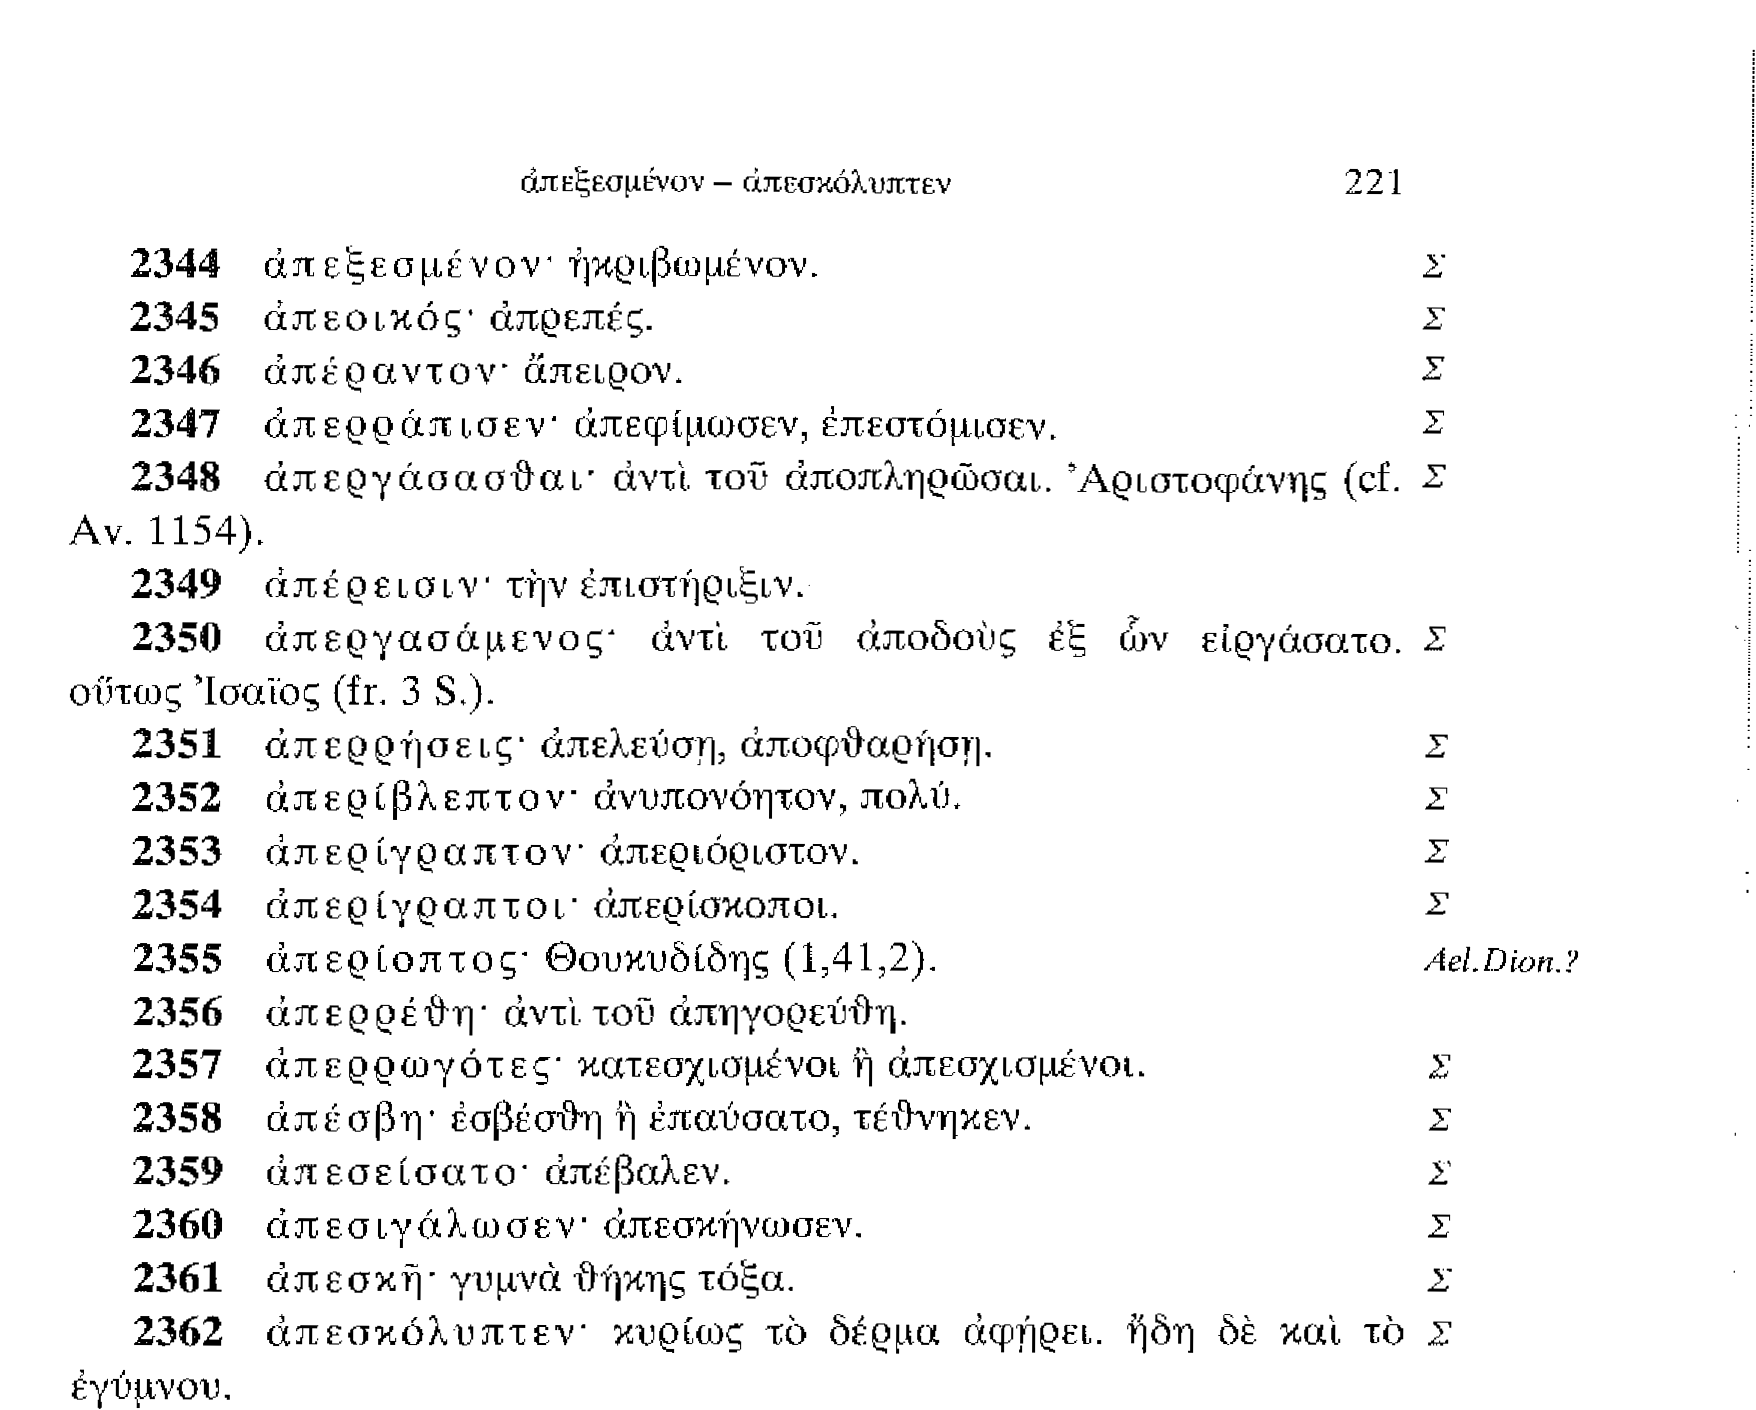 ἀπεξεσμένον – ἀπεσκόλυπτεν 221
2344 ἀπεξεσμένον· ἠκριβωμένον. Σ
2345 ἀπεοικός· ἀπρεπές. Σ
2346 ἀπέραντον· ἄπειρον. Σ
2347 ἀπερράπισεν· ἀπεφίμωσεν, ἐπεστόμισεν. Σ
2348 ἀπεργάσασθαι· ἀντὶ τοῦ ἀποπληρῶσαι. Ἀριστοφάνης (cf. Σ
Av. 1154).
2349 ἀπέρεισιν· τὴν ἐπιστήριξιν.
2350 ἀπεργασάμενος· ἀντὶ τοῦ ἀποδοὺς ἐξ ὧν εἰργάσατο. Σ
οὕτως Ἰσαῖος (fr. 3 S.).
2351 ἀπερρήσεις· ἀπελεύσῃ, ἀποφθαρήσῃ. Σ
2352 ἀπερίβλεπτον· ἀνυπονόητον, πολύ. Σ
2353 ἀπερίγραπτον· ἀπεριόριστον. Σ
2354 ἀπερίγραπτοι· ἀπερίσκοποι. Σ
2355 ἀπερίοπτος· Θουκυδίδης (1,41,2). Ael.Dion.?
2356 ἀπερρέθη· ἀντὶ τοῦ ἀπηγορεύθη.
2357 ἀπερρωγότες· κατεσχισμένοι ἢ ἀπεσχισμένοι. Σ
2358 ἀπέσβη· ἐσβέσθη ἢ ἐπαύσατο, τέθνηκεν. Σ
2359 ἀπεσείσατο· ἀπέβαλεν. Σ
2360 ἀπεσιγάλωσεν· ἀπεσκήνωσεν. Σ
2361 ἀπεσκῆ· γυμνὰ θήκης τόξα. Σ
2362 ἀπεσκόλυπτεν· κυρίως τὸ δέρμα ἀφῄρει. ἤδη δὲ καὶ τὸ Σ
ἐγύμνου.